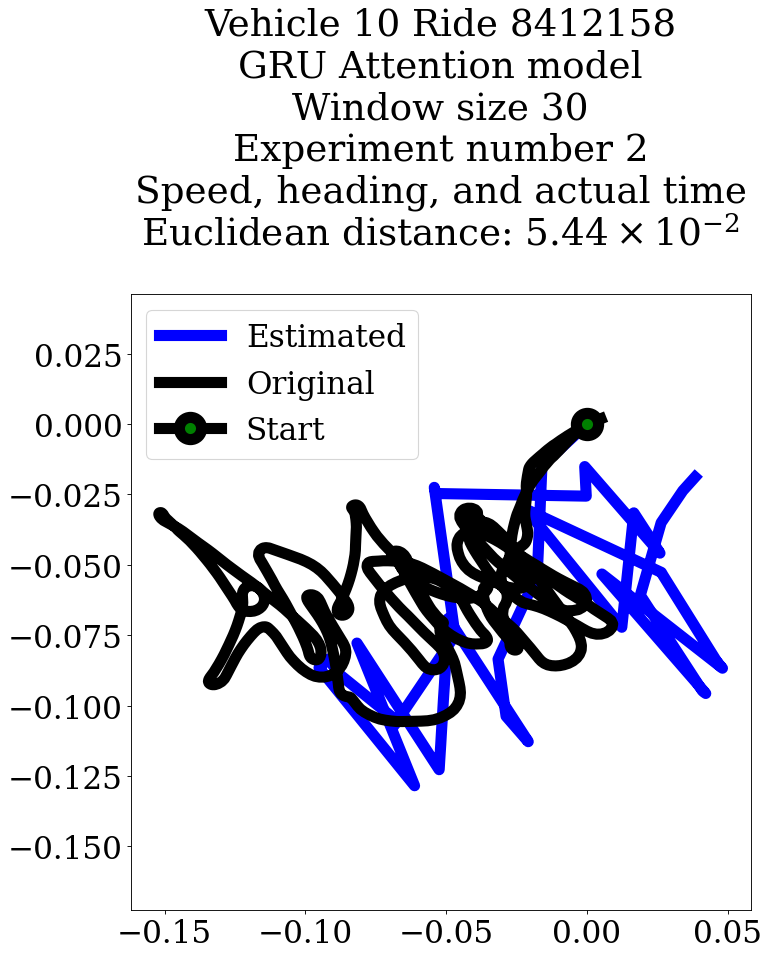 Vehicle 10 Ride 8412158
GRU Attention model
Window size 30
Experiment number 2
Speed, heading, and actual time
Euclidean distance: 5.44 × 10⁻²
Estimated
Original
Start
0.025
0.000
−0.025
−0.050
−0.075
−0.100
−0.125
−0.150
−0.15 −0.10 −0.05 0.00 0.05